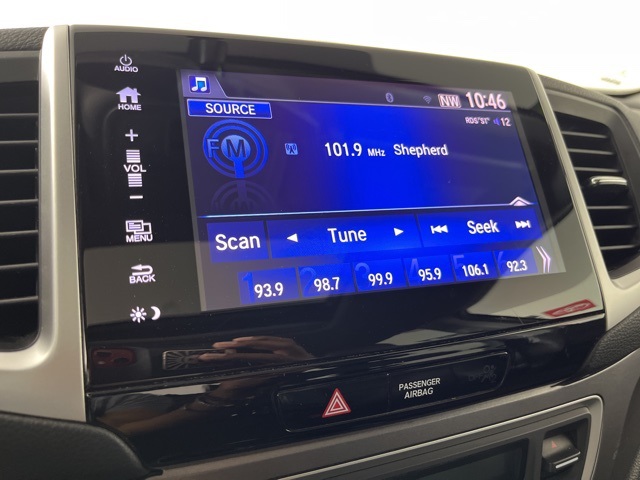 AUDIO
HOME
+
VOL
−
MENU
BACK
NW 10:46
SOURCE
RDS"ST" 12
FM
101.9 MHz Shepherd
Scan ◄ Tune ► Seek
93.9 98.7 99.9 95.9 106.1 92.3
PASSENGER
AIRBAG